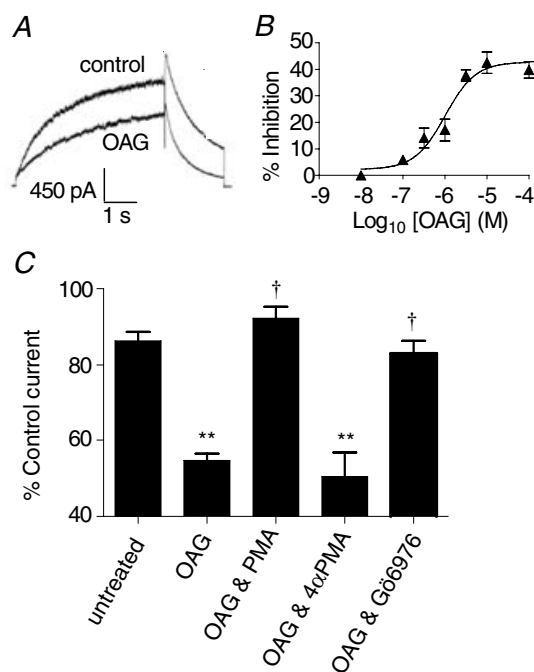 A
control
OAG
450 pA
1 s
B
% Inhibition
50
40
30
20
10
0
-9 -8 -7 -6 -5 -4
Log10 [OAG] (M)
C
% Control current
100
80
60
40
†
**
**
†
untreated
OAG
OAG & PMA
OAG & 4αPMA
OAG & Gö6976